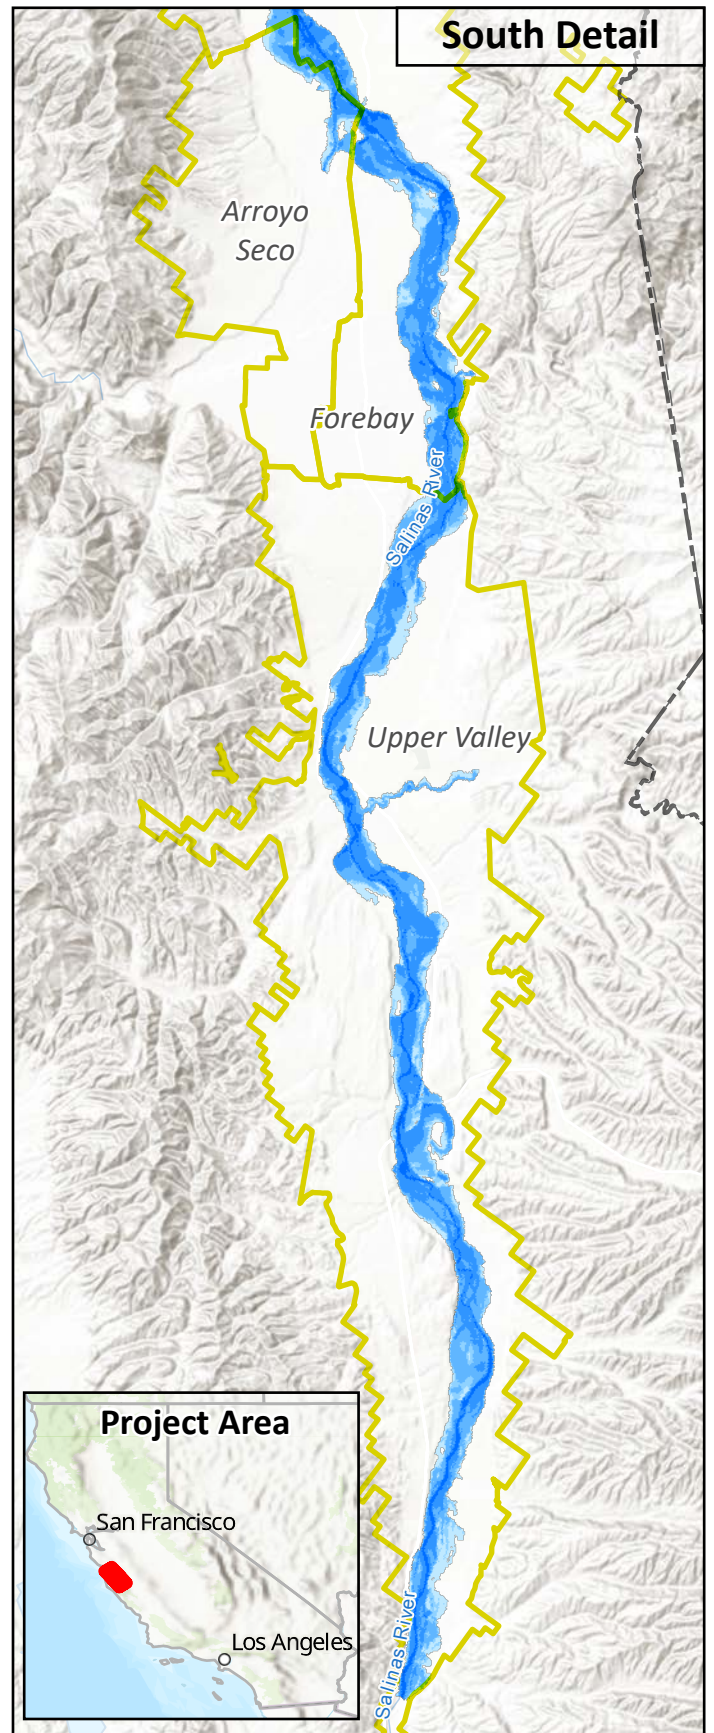 South Detail
Arroyo
Seco
Forebay
Salinas River
Upper Valley
Project Area
San Francisco
Los Angeles
Salinas River